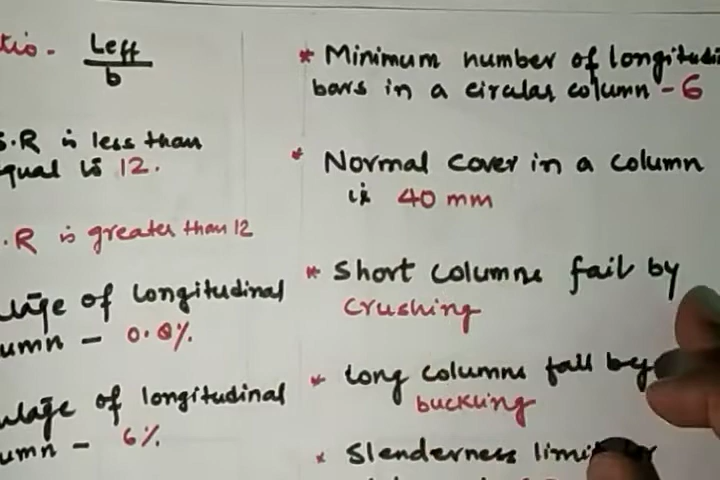 tio - Leff
b
S.R is less than
qual is 12.
.R is greater than 12
of longitudinal
umn - 0.8%
of longitudinal
umn - 6%
* Minimum number of longitudi
bars in a circular column - 6
* Normal cover in a column
is 40 mm
* Short columns fail by
crushing
* Long columns fail by
buckling
* Slenderness limi